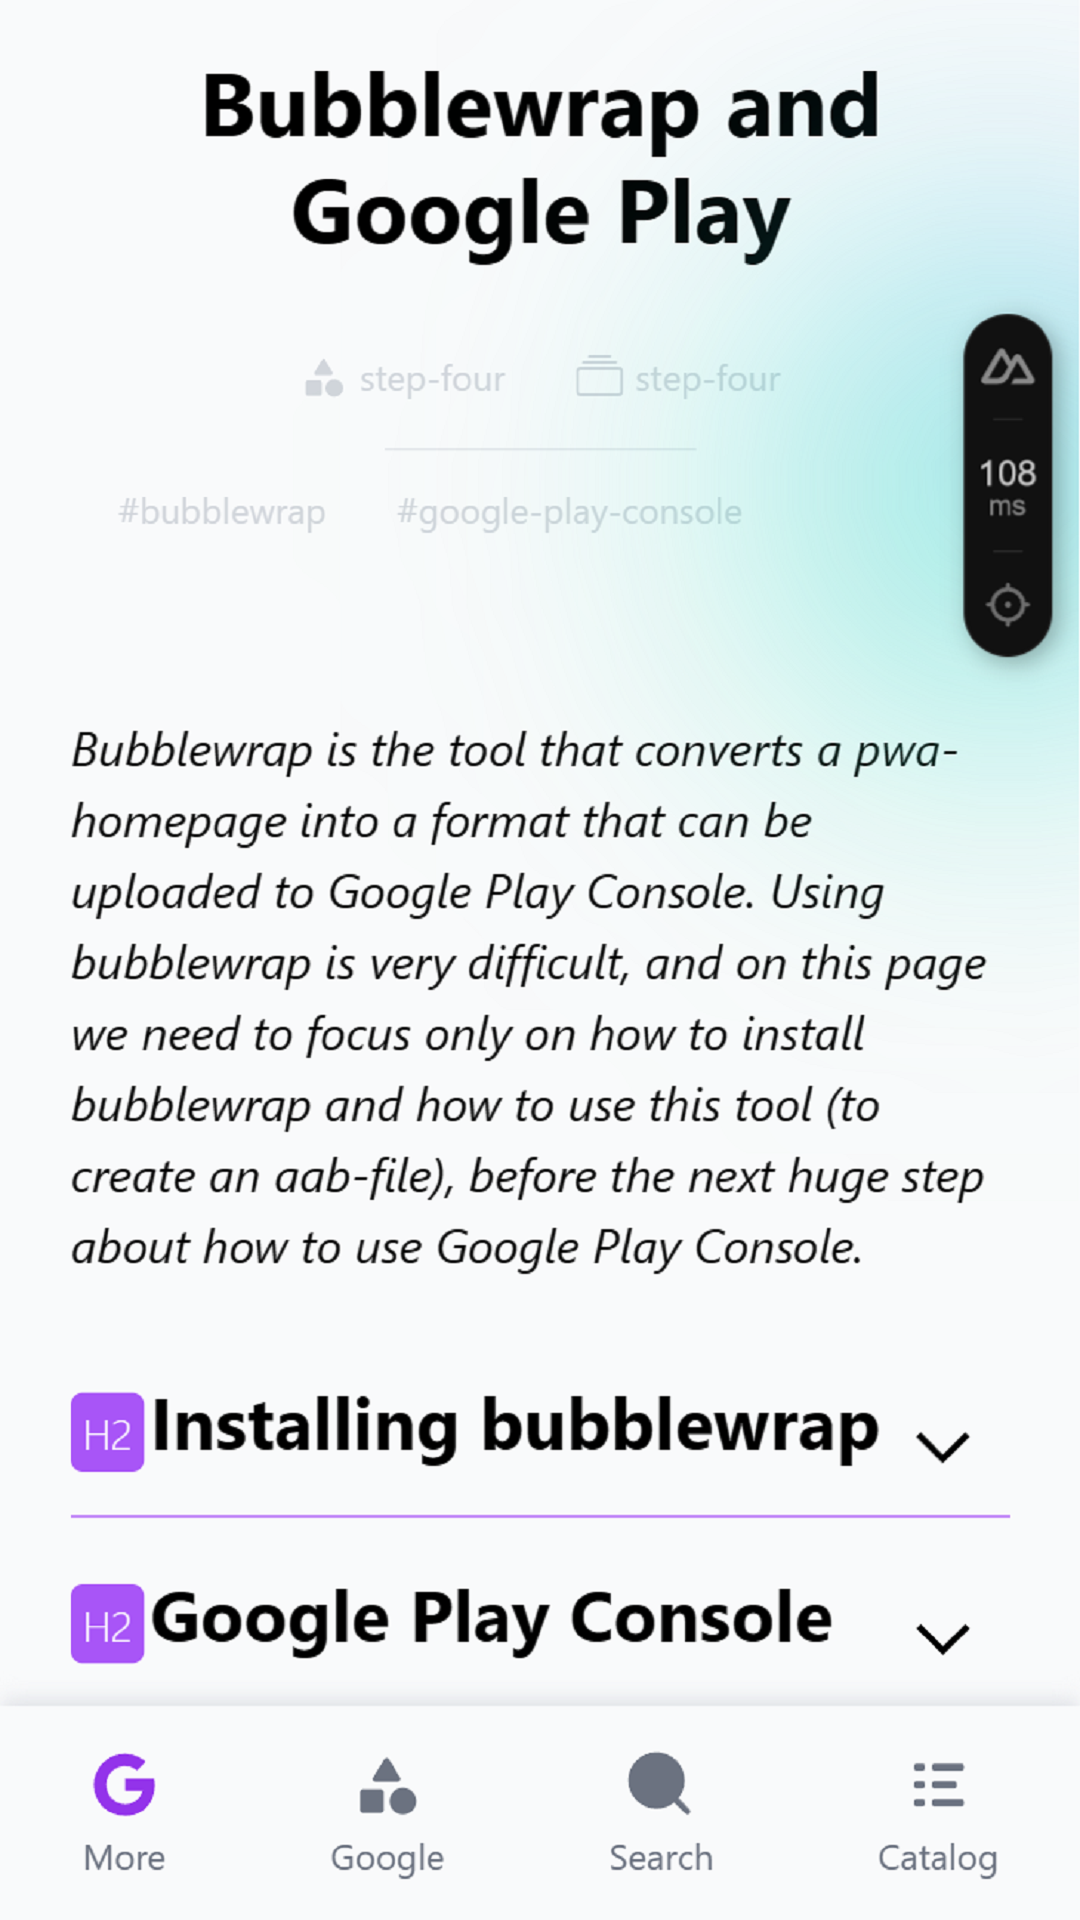 Bubblewrap and
Google Play
step-four step-four
#bubblewrap #google-play-console
108
ms
Bubblewrap is the tool that converts a pwa-
homepage into a format that can be
uploaded to Google Play Console. Using
bubblewrap is very difficult, and on this page
we need to focus only on how to install
bubblewrap and how to use this tool (to
create an aab-file), before the next huge step
about how to use Google Play Console.
H2 Installing bubblewrap
H2 Google Play Console
More Google Search Catalog